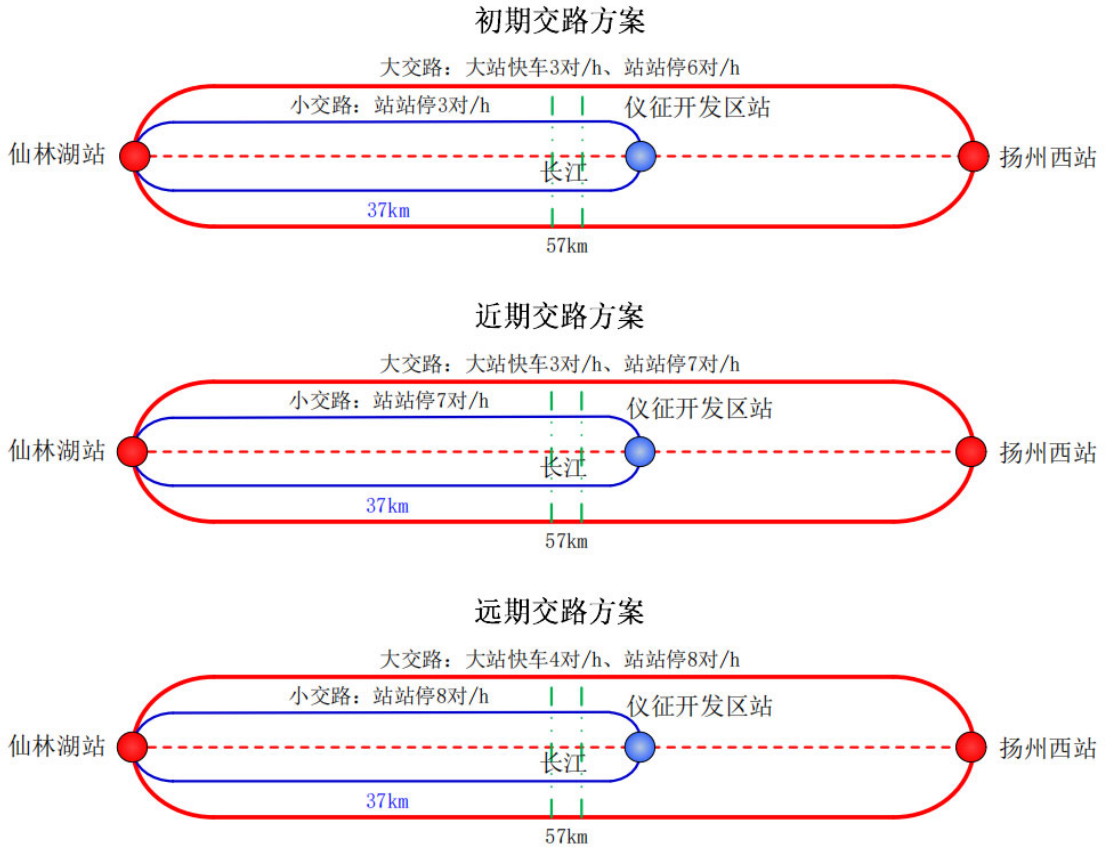 初期交路方案
大交路：大站快车3对/h、站站停6对/h
小交路：站站停3对/h
仪征开发区站
仙林湖站
长江
扬州西站
37km
57km
近期交路方案
大交路：大站快车3对/h、站站停7对/h
小交路：站站停7对/h
仪征开发区站
仙林湖站
长江
扬州西站
37km
57km
远期交路方案
大交路：大站快车4对/h、站站停8对/h
小交路：站站停8对/h
仪征开发区站
仙林湖站
长江
扬州西站
37km
57km